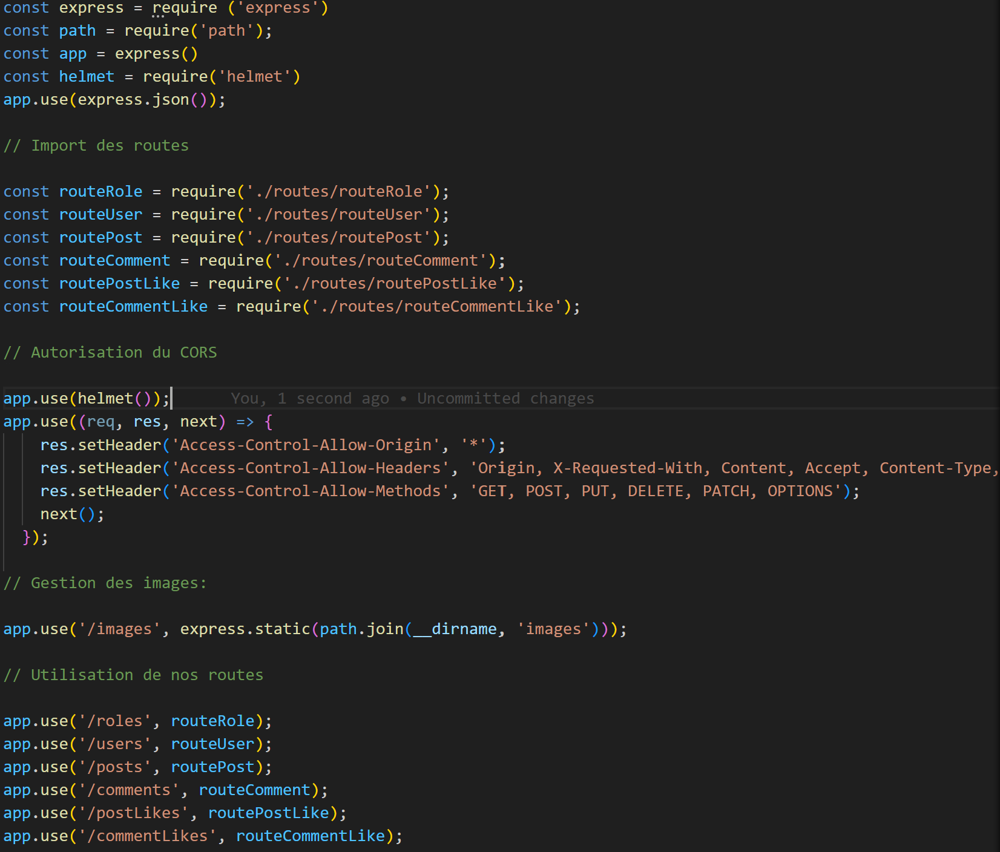 const express = require ('express')
const path = require('path');
const app = express()
const helmet = require('helmet')
app.use(express.json());
// Import des routes
const routeRole = require('./routes/routeRole');
const routeUser = require('./routes/routeUser');
const routePost = require('./routes/routePost');
const routeComment = require('./routes/routeComment');
const routePostLike = require('./routes/routePostLike');
const routeCommentLike = require('./routes/routeCommentLike');
// Autorisation du CORS
app.use(helmet()); You, 1 second ago • Uncommitted changes
app.use((req, res, next) => {
res.setHeader('Access-Control-Allow-Origin', '*');
res.setHeader('Access-Control-Allow-Headers', 'Origin, X-Requested-With, Content, Accept, Content-Type,
res.setHeader('Access-Control-Allow-Methods', 'GET, POST, PUT, DELETE, PATCH, OPTIONS');
next();
});
// Gestion des images:
app.use('/images', express.static(path.join(__dirname, 'images')));
// Utilisation de nos routes
app.use('/roles', routeRole);
app.use('/users', routeUser);
app.use('/posts', routePost);
app.use('/comments', routeComment);
app.use('/postLikes', routePostLike);
app.use('/commentLikes', routeCommentLike);